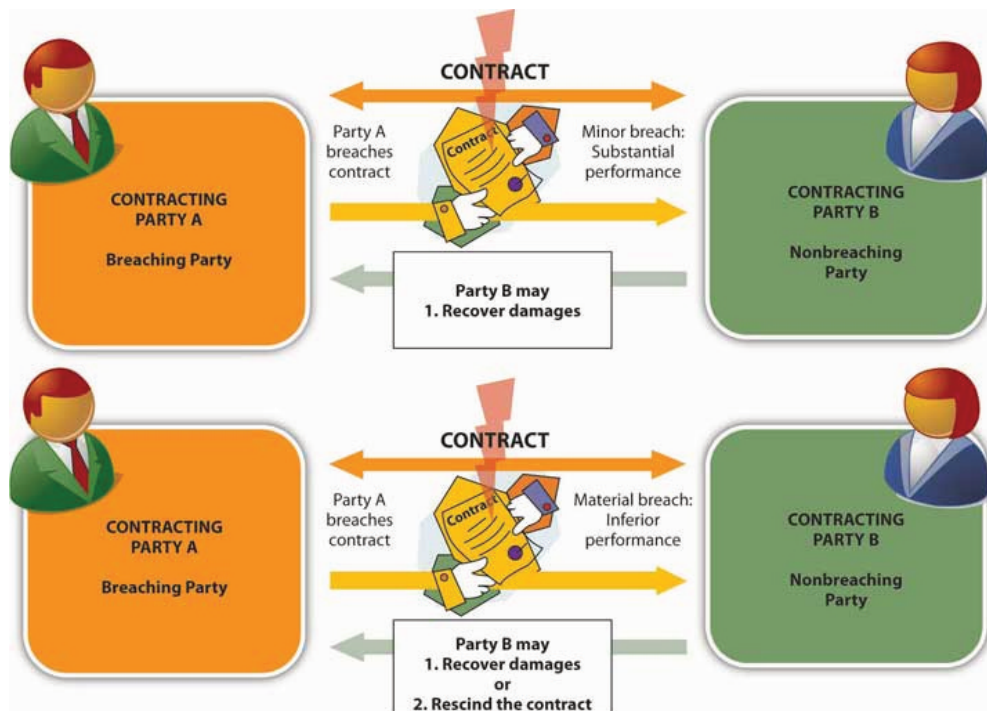 CONTRACT
CONTRACTING
PARTY A
Breaching Party
Party A
breaches
contract
Contract
Minor breach:
Substantial
performance
CONTRACTING
PARTY B
Nonbreaching
Party
Party B may
1. Recover damages
CONTRACT
CONTRACTING
PARTY A
Breaching Party
Party A
breaches
contract
Contract
Material breach:
Inferior
performance
CONTRACTING
PARTY B
Nonbreaching
Party
Party B may
1. Recover damages
or
2. Rescind the contract